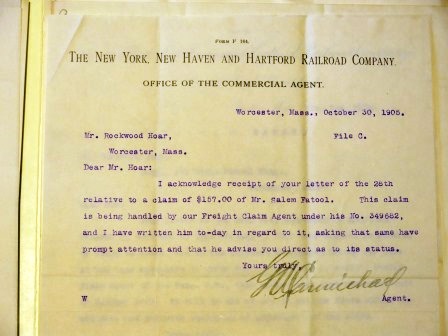 FORM F 164.
THE NEW YORK, NEW HAVEN AND HARTFORD RAILROAD COMPANY.
OFFICE OF THE COMMERCIAL AGENT.
Worcester, Mass., October 30, 1905.
Mr. Rockwood Hoar, File C.
Worcester, Mass.
Dear Mr. Hoar:
I acknowledge receipt of your letter of the 28th
relative to a claim of $157.00 of Mr. Salem Fatool. This claim
is being handled by our Freight Claim Agent under his No. 349682,
and I have written him to-day in regard to it, asking that same have
prompt attention and that he advise you direct as to its status.
Yours truly,
Carmichael
W Agent.